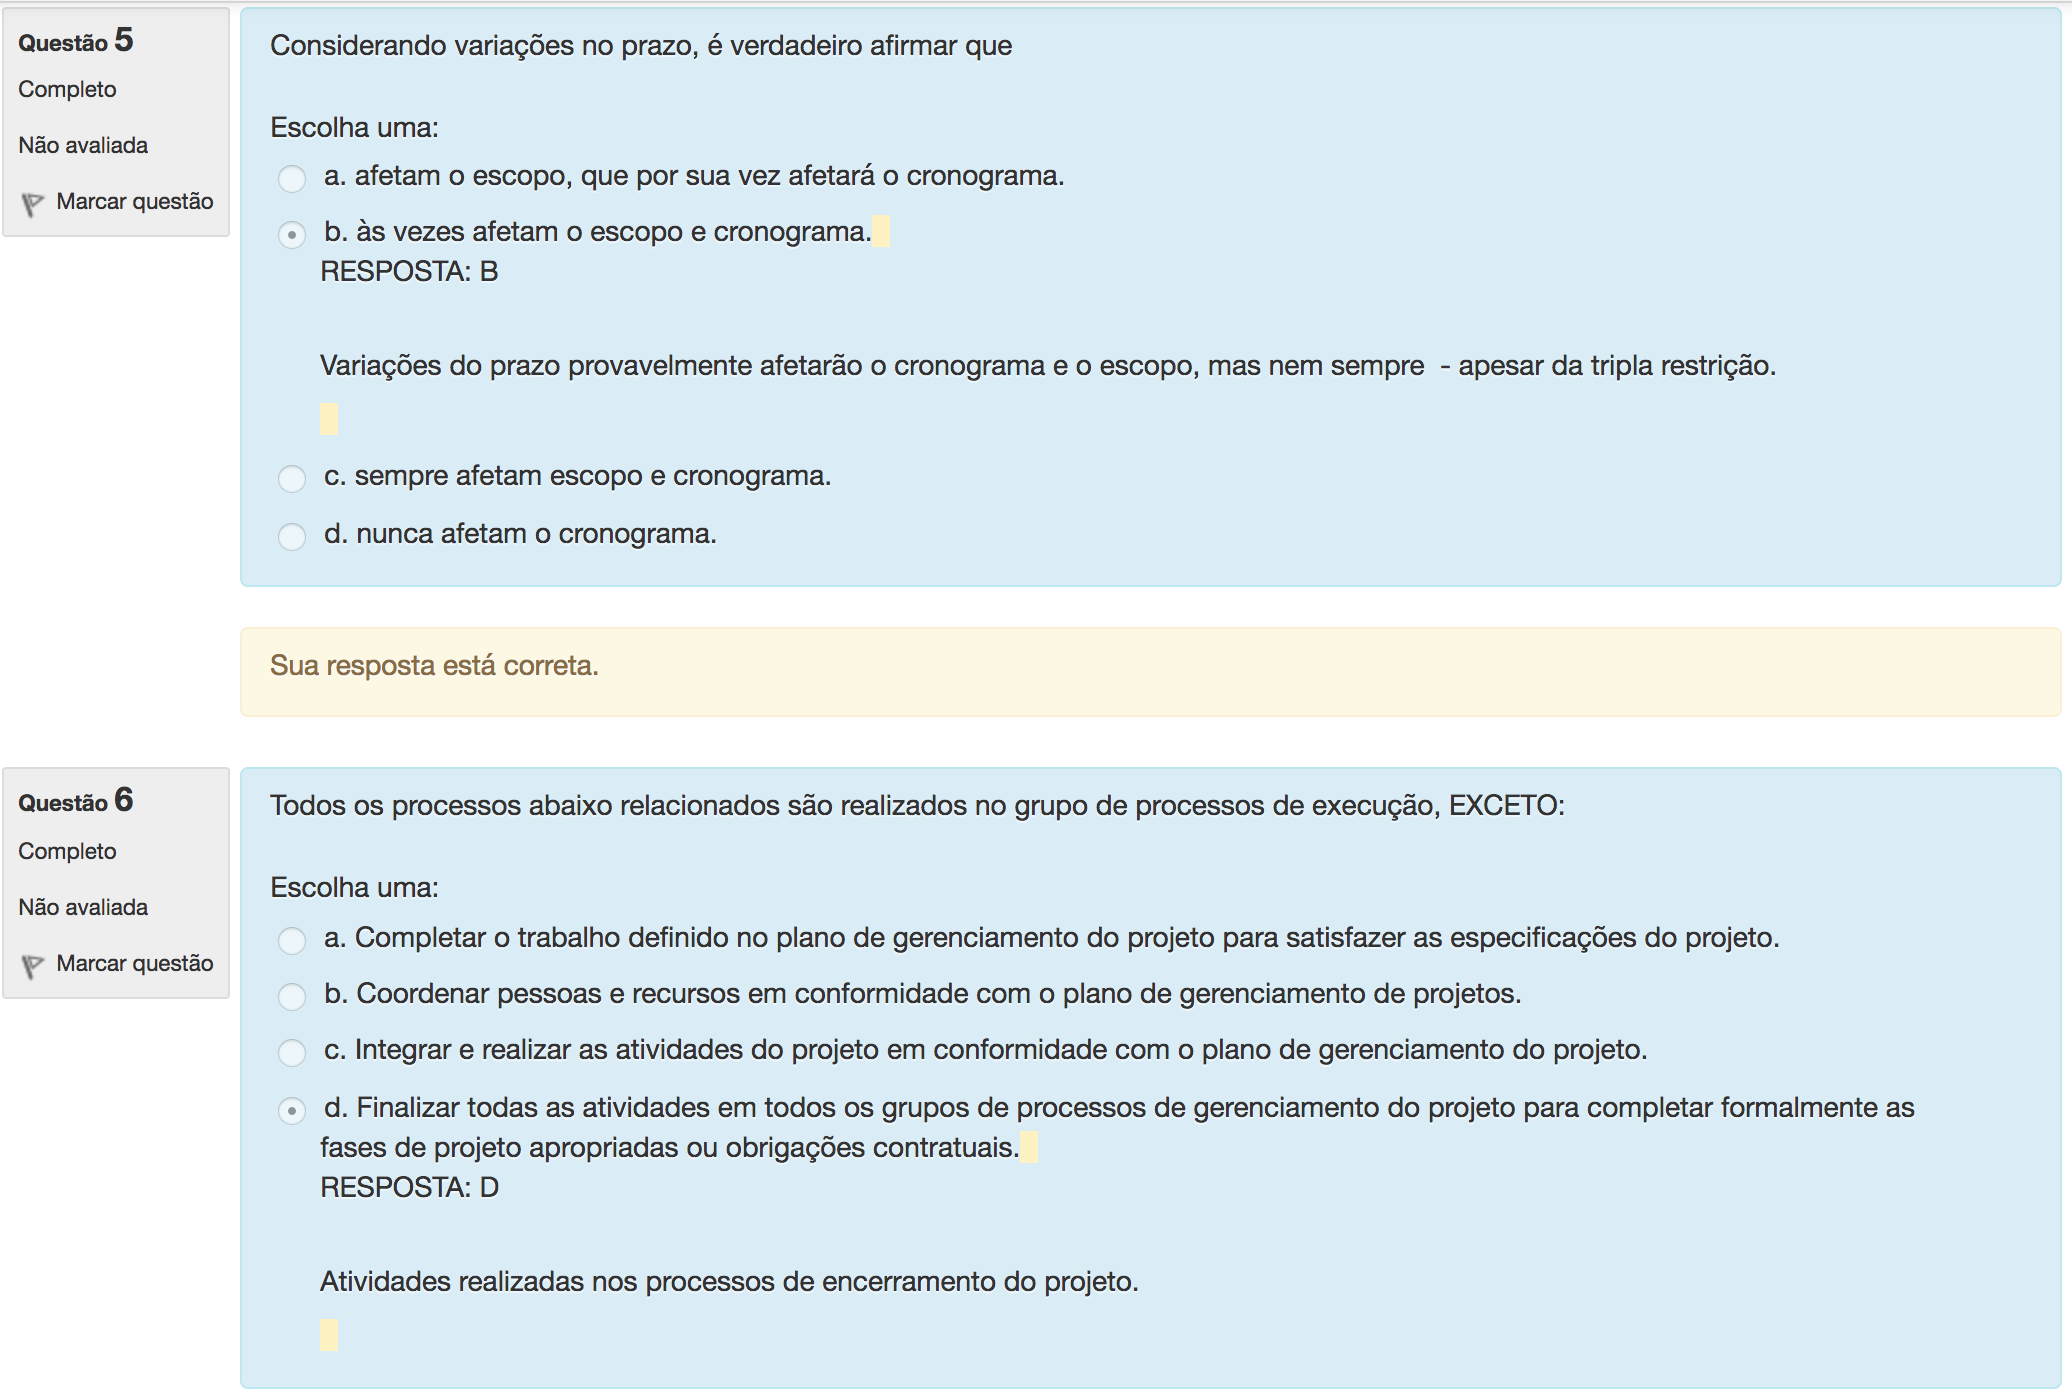 Questão 5
Completo
Não avaliada
Marcar questão
Considerando variações no prazo, é verdadeiro afirmar que
Escolha uma:
a. afetam o escopo, que por sua vez afetará o cronograma.
b. às vezes afetam o escopo e cronograma.
RESPOSTA: B
Variações do prazo provavelmente afetarão o cronograma e o escopo, mas nem sempre  - apesar da tripla restrição.
c. sempre afetam escopo e cronograma.
d. nunca afetam o cronograma.
Sua resposta está correta.
Questão 6
Completo
Não avaliada
Marcar questão
Todos os processos abaixo relacionados são realizados no grupo de processos de execução, EXCETO:
Escolha uma:
a. Completar o trabalho definido no plano de gerenciamento do projeto para satisfazer as especificações do projeto.
b. Coordenar pessoas e recursos em conformidade com o plano de gerenciamento de projetos.
c. Integrar e realizar as atividades do projeto em conformidade com o plano de gerenciamento do projeto.
d. Finalizar todas as atividades em todos os grupos de processos de gerenciamento do projeto para completar formalmente as
fases de projeto apropriadas ou obrigações contratuais.
RESPOSTA: D
Atividades realizadas nos processos de encerramento do projeto.